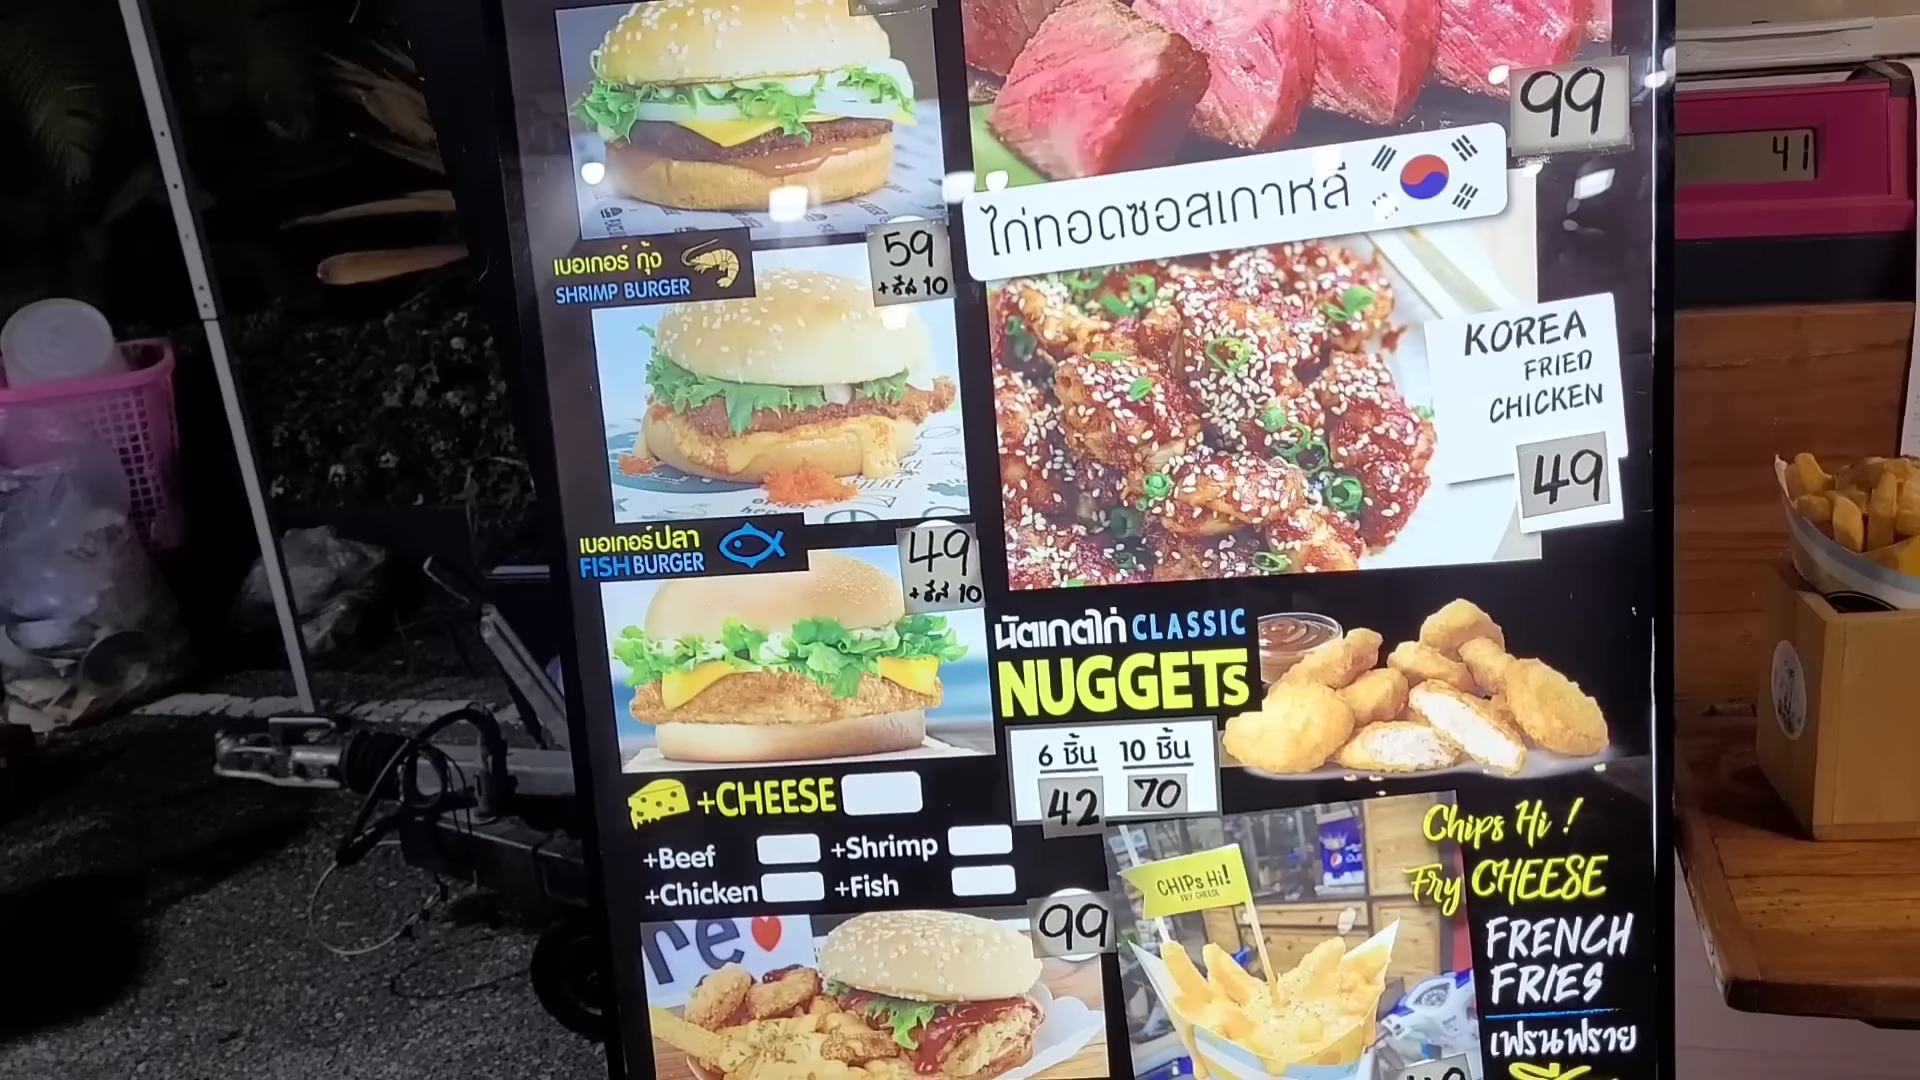 99
41
ไก่ทอดซอสเกาหลี
เบอเกอร์ กุ้ง
SHRIMP BURGER
59
+ชีส 10
KOREA
FRIED
CHICKEN
49
เบอเกอร์ปลา
FISH BURGER
49
+ชีส 10
นัตเกตไก่ CLASSIC
NUGGETS
6 ชิ้น 10 ชิ้น
42 70
+CHEESE
+Beef +Shrimp
+Chicken +Fish
99
re
Chips Hi !
Fry CHEESE
CHIPs Hi!
FRY CHEESE
FRENCH
FRIES
เฟรนฟราย